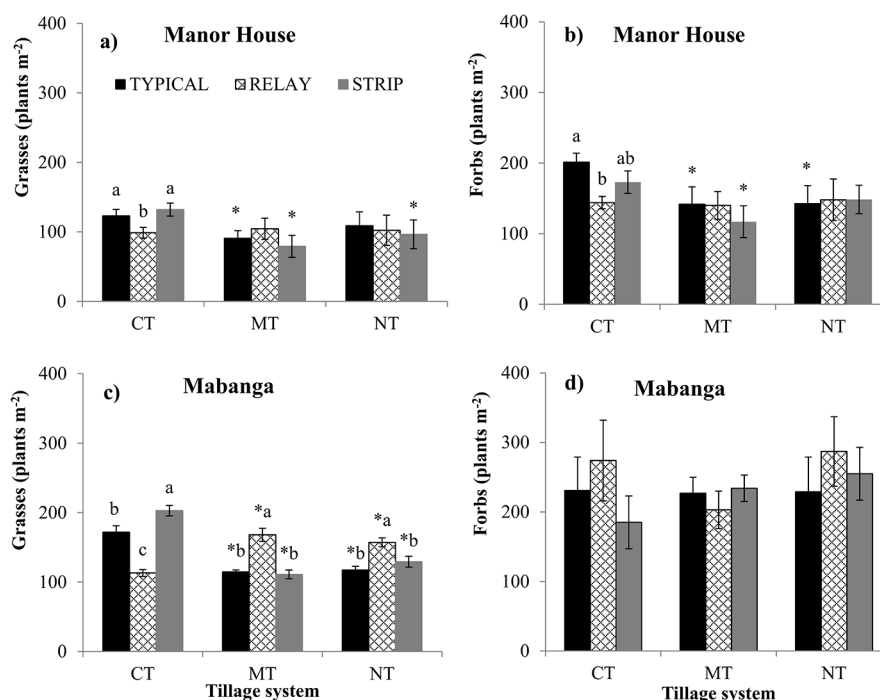 a) Manor House
TYPICAL RELAY STRIP
Grasses (plants m-2)
400
300
200
100
0
a b a
* *
*
CT MT NT
b) Manor House
Forbs (plants m-2)
400
300
200
100
0
a b ab
* *
*
CT MT NT
c) Mabanga
Grasses (plants m-2)
400
300
200
100
0
b c a
*b *a *b
*b *a *b
CT MT NT
Tillage system
d) Mabanga
Forbs (plants m-2)
400
300
200
100
0
CT MT NT
Tillage system